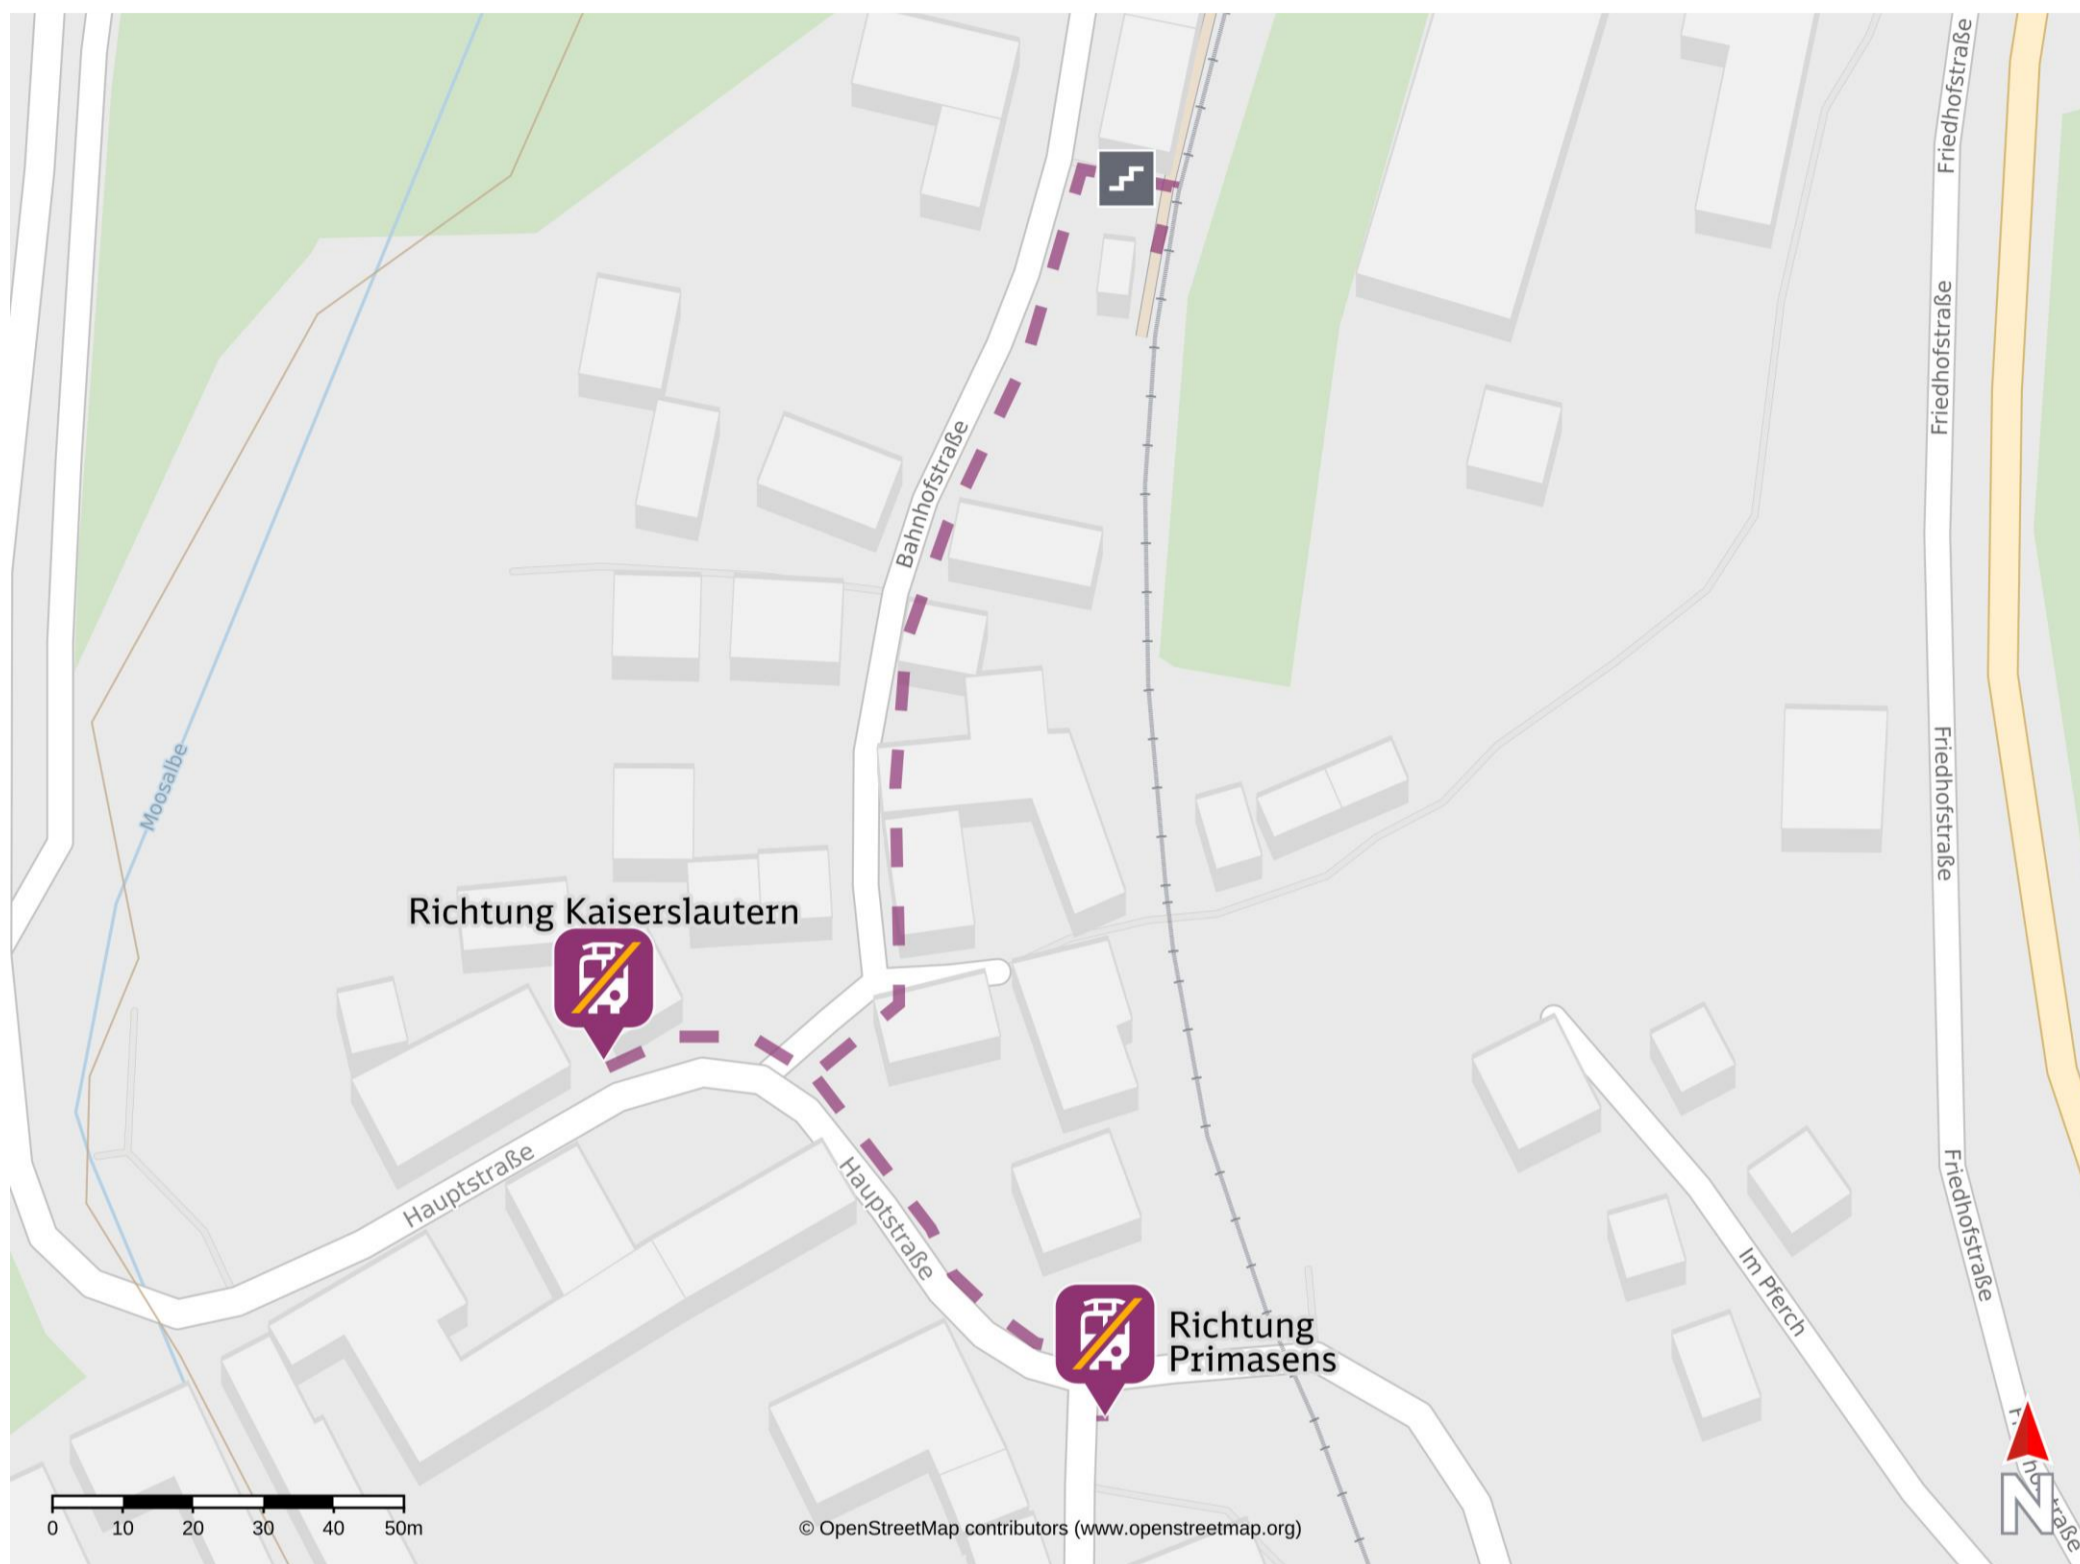 Friedhofstraße
Friedhofstraße
Bahnhofstraße
Moosalbe
Friedhofstraße
Richtung Kaiserslautern
Hauptstraße
Hauptstraße
Friedhofstraße
Im Pferch
Richtung
Primasens
N
0 10 20 30 40 50m
© OpenStreetMap contributors (www.openstreetmap.org)